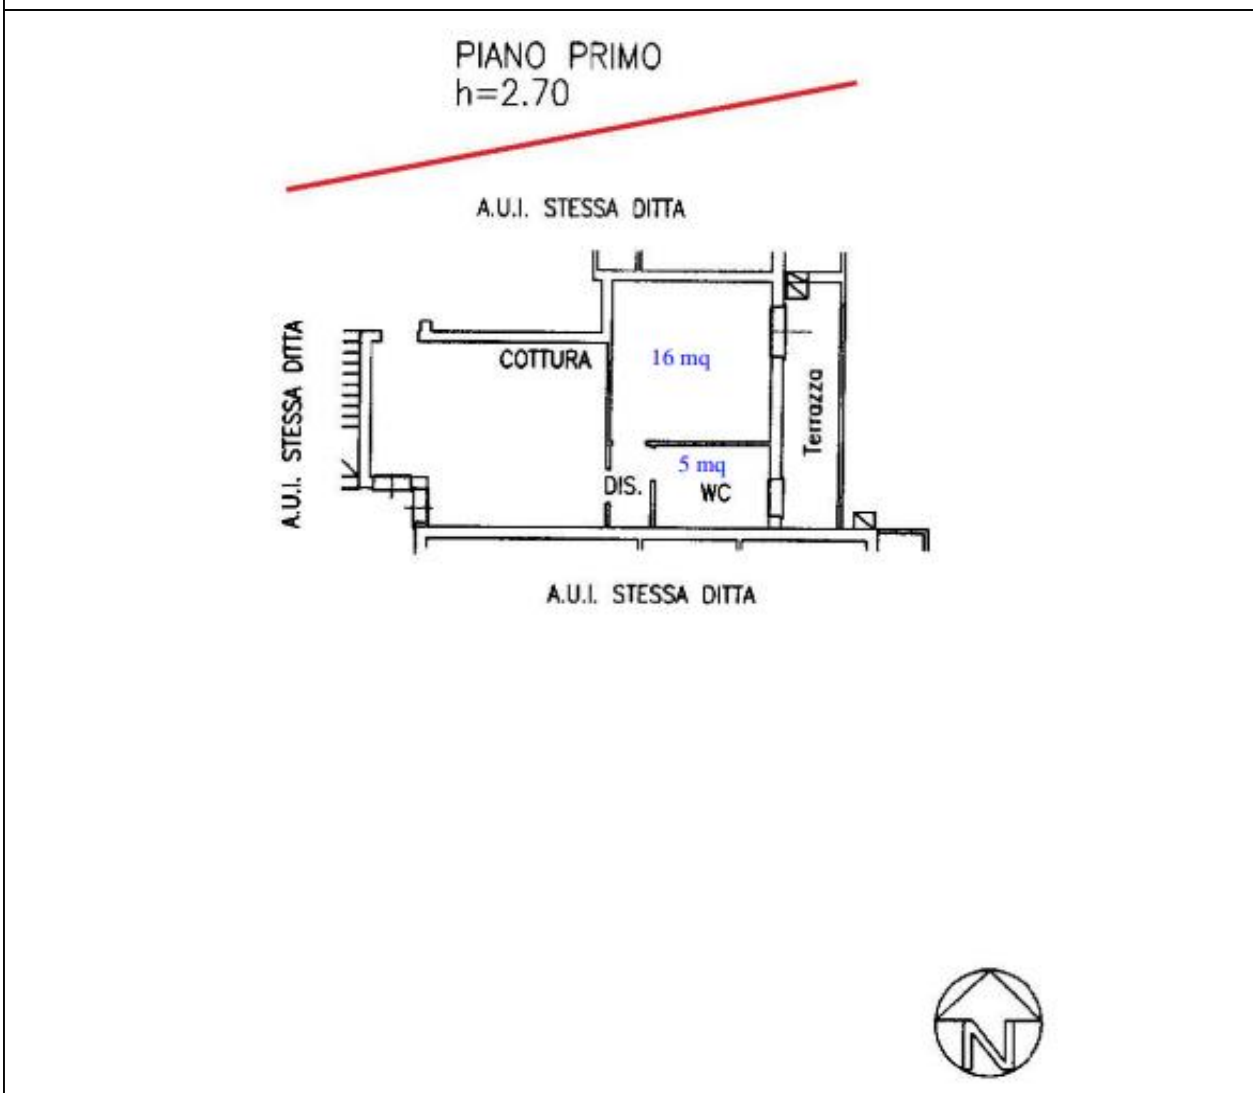 PIANO PRIMO
h=2.70
A.U.I. STESSA DITTA
A.U.I. STESSA DITTA
COTTURA
16 mq
Terrazza
5 mq
DIS.
WC
A.U.I. STESSA DITTA
N